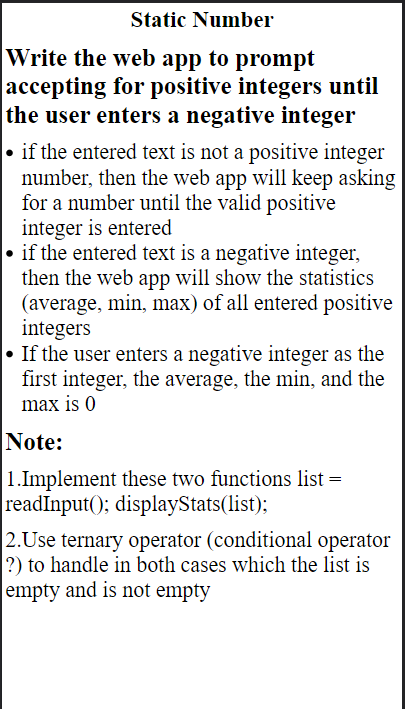 Static Number
Write the web app to prompt
accepting for positive integers until
the user enters a negative integer
• if the entered text is not a positive integer
number, then the web app will keep asking
for a number until the valid positive
integer is entered
• if the entered text is a negative integer,
then the web app will show the statistics
(average, min, max) of all entered positive
integers
• If the user enters a negative integer as the
first integer, the average, the min, and the
max is 0
Note:
1.Implement these two functions list =
readInput(); displayStats(list);
2.Use ternary operator (conditional operator
?) to handle in both cases which the list is
empty and is not empty